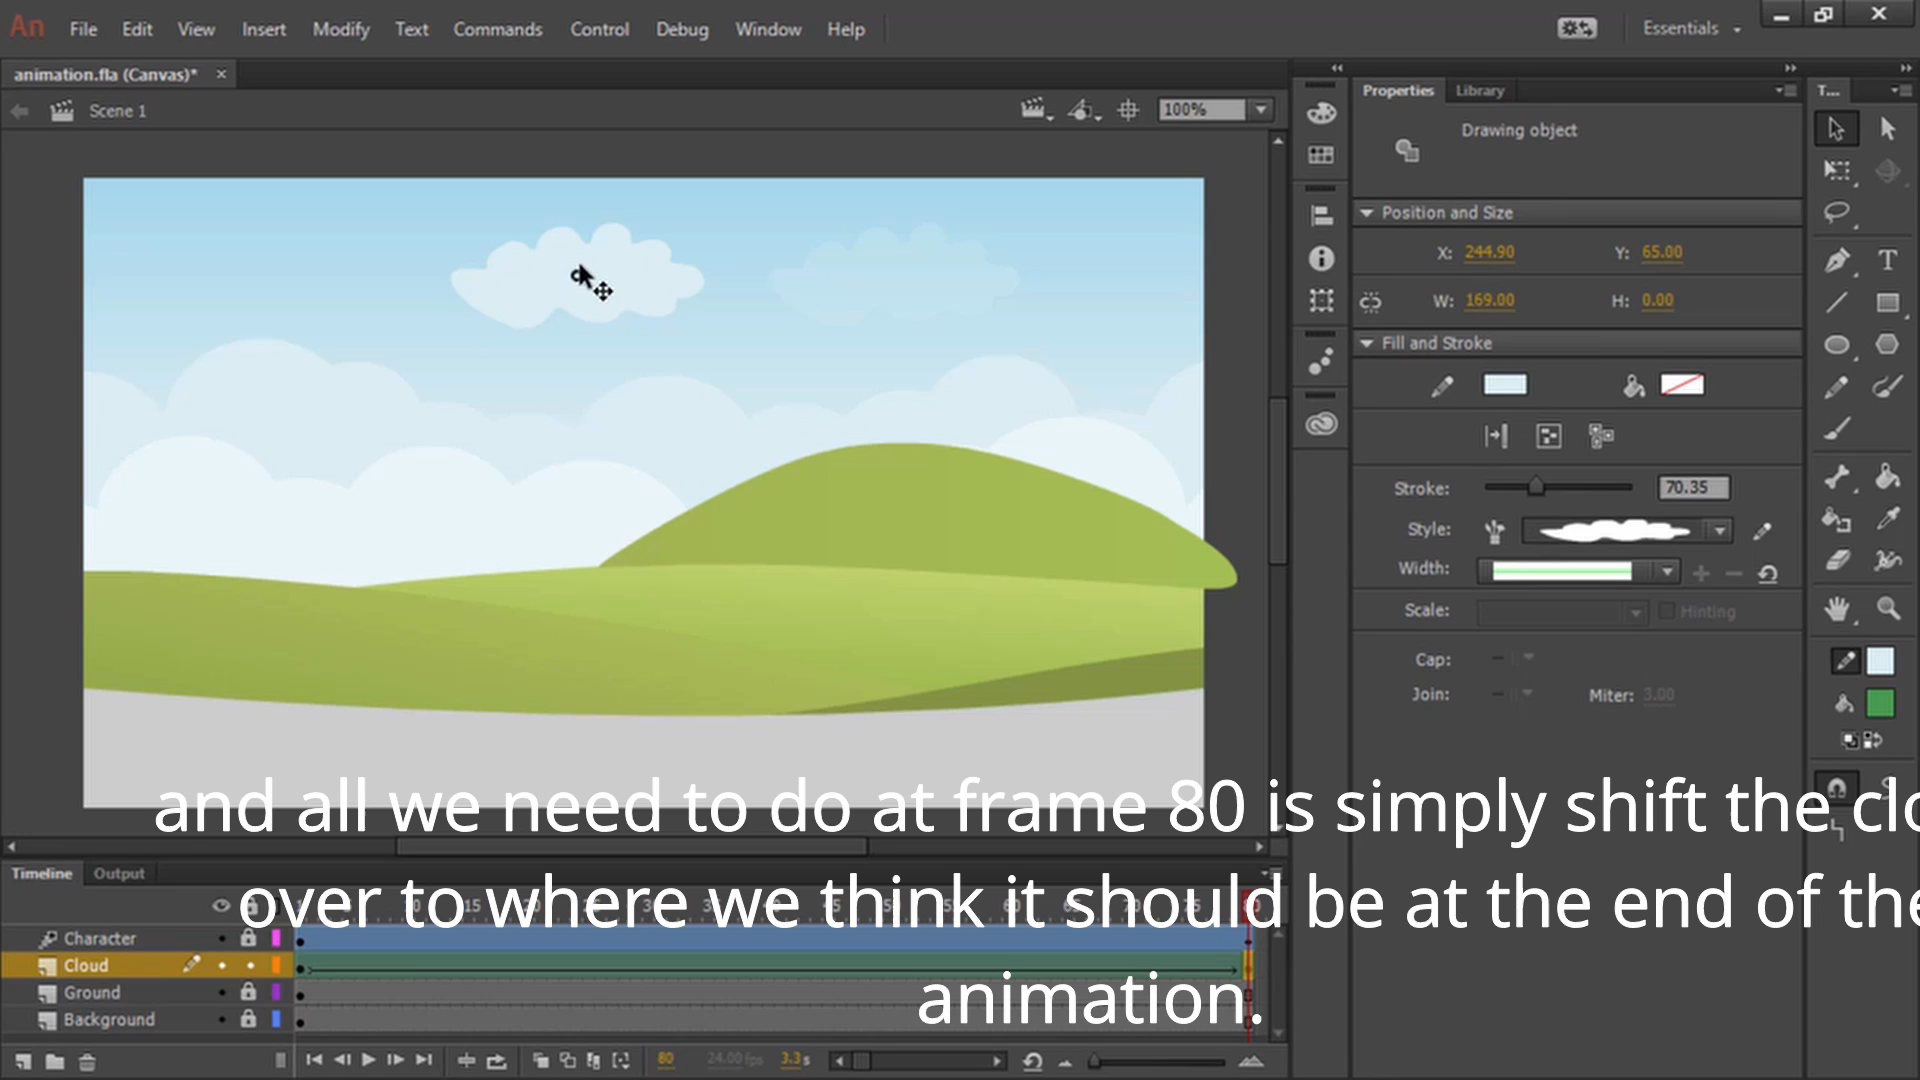 An File Edit View Insert Modify Text Commands Control Debug Window Help Essentials
animation.fla (Canvas)*
Scene 1 100%
Properties Library T...
Drawing object
Position and Size
X: 244.90 Y: 65.00
W: 169.00 H: 0.00
Fill and Stroke
Stroke: 70.35
Style:
Width:
Scale: Hinting
Cap:
Join: Miter: 3.00
and all we need to do at frame 80 is simply shift the clo
over to where we think it should be at the end of the
animation.
Timeline Output
Character
Cloud
Ground
Background
80 24.00 fps 3.3 s